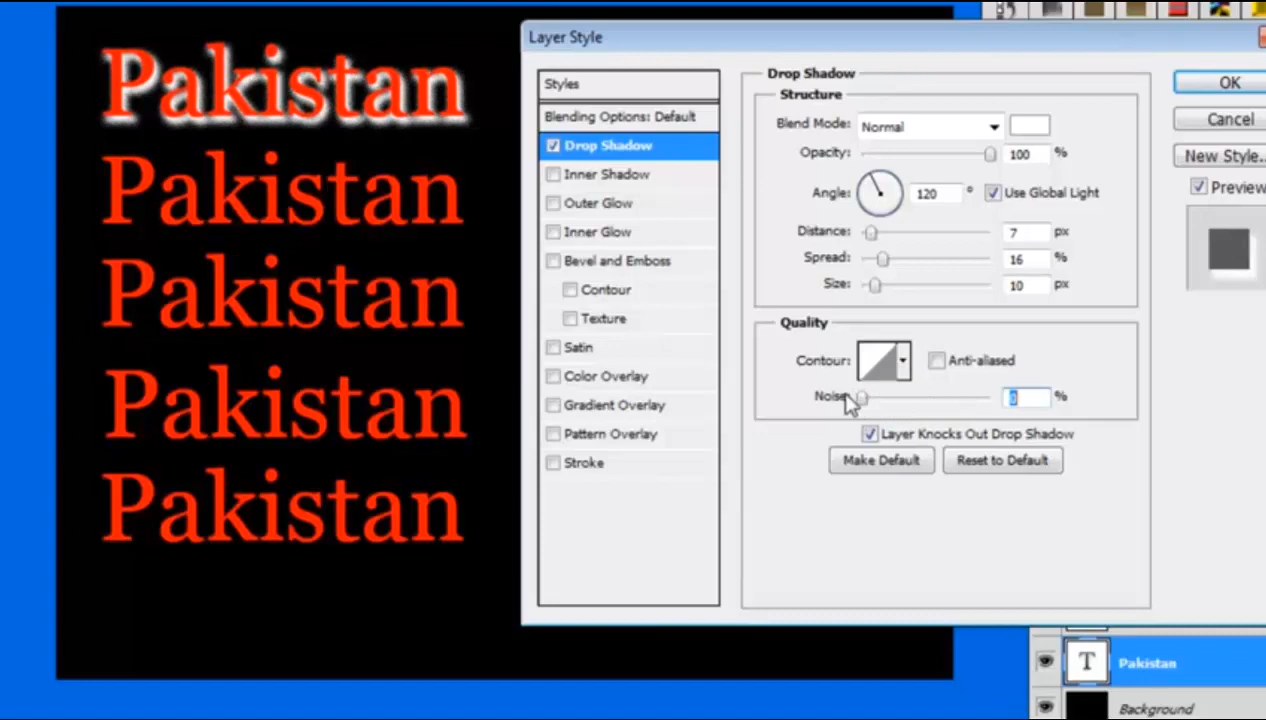 Pakistan
Pakistan
Pakistan
Pakistan
Pakistan
Layer Style
Styles
Blending Options: Default
Drop Shadow
Inner Shadow
Outer Glow
Inner Glow
Bevel and Emboss
Contour
Texture
Satin
Color Overlay
Gradient Overlay
Pattern Overlay
Stroke
Drop Shadow
Structure
Blend Mode: Normal
Opacity: 100 %
Angle: 120 ° Use Global Light
Distance: 7 px
Spread: 16 %
Size: 10 px
Quality
Contour: Anti-aliased
Noise 0 %
Layer Knocks Out Drop Shadow
Make Default Reset to Default
OK
Cancel
New Style..
Preview
T Pakistan
Background